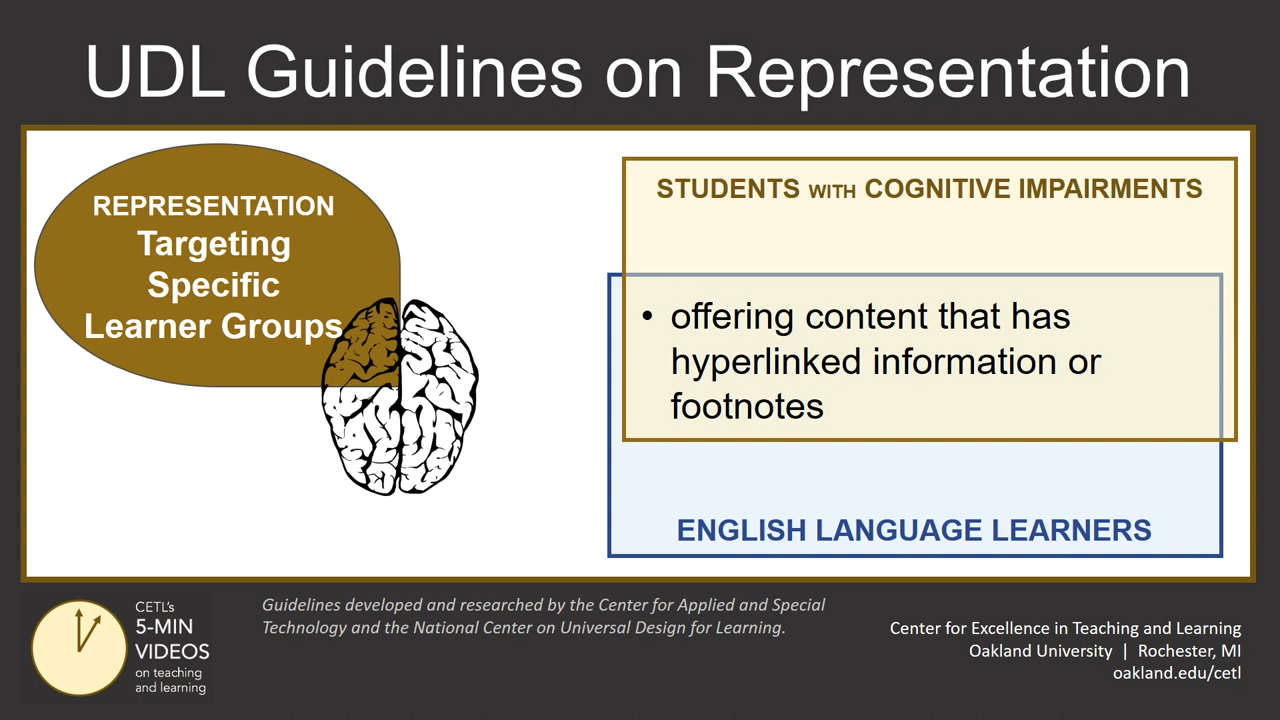 UDL Guidelines on Representation
REPRESENTATION
Targeting
Specific
Learner Groups
STUDENTS WITH COGNITIVE IMPAIRMENTS
• offering content that has
hyperlinked information or
footnotes
ENGLISH LANGUAGE LEARNERS
CETL's
5-MIN
VIDEOS
on teaching
and learning
Guidelines developed and researched by the Center for Applied and Special
Technology and the National Center on Universal Design for Learning.
Center for Excellence in Teaching and Learning
Oakland University | Rochester, MI
oakland.edu/cetl